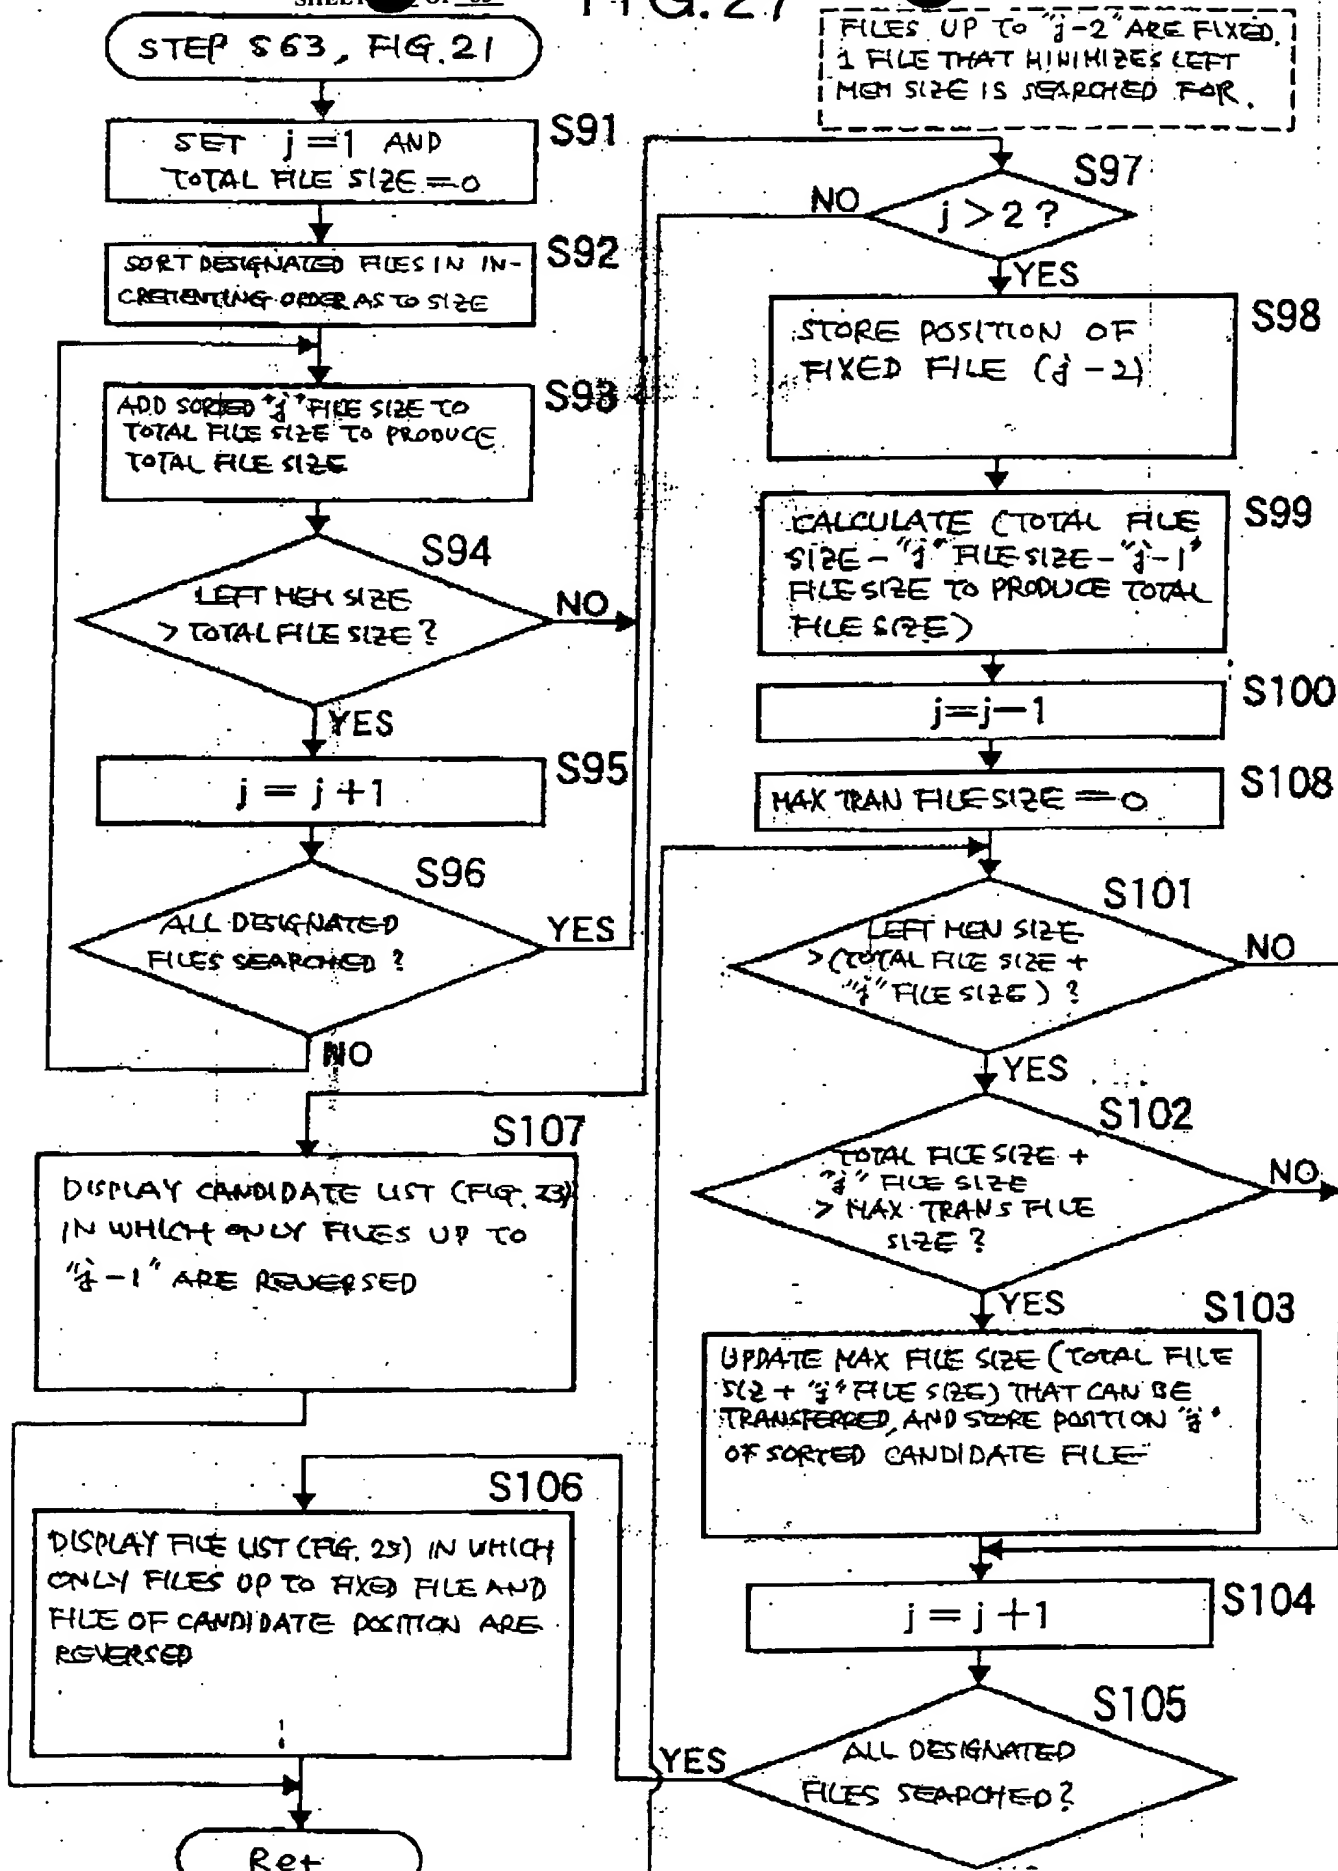 FIG. 27
STEP S63, FIG.21
S91
SET j=1 AND
TOTAL FILE SIZE=0
S92
SORT DESIGNATED FILES IN IN-
CREMENTING ORDER AS TO SIZE
S93
ADD SORTED "j" FILE SIZE TO
TOTAL FILE SIZE TO PRODUCE
TOTAL FILE SIZE
S94
LEFT MEM SIZE
> TOTAL FILE SIZE?
NO
YES
S95
j = j+1
S96
ALL DESIGNATED
FILES SEARCHED?
YES
NO
S107
DISPLAY CANDIDATE LIST (FIG. 23)
IN WHICH ONLY FILES UP TO
"j-1" ARE REVERSED
S106
DISPLAY FILE LIST (FIG. 25) IN WHICH
ONLY FILES UP TO FIXED FILE AND
FILE OF CANDIDATE POSITION ARE
REVERSED
Ret
FILES UP TO "j-2" ARE FIXED.
1 FILE THAT MINIMIZES LEFT
MEM SIZE IS SEARCHED FOR.
S97
NO
j>2?
YES
S98
STORE POSITION OF
FIXED FILE (j-2)
S99
CALCULATE (TOTAL FILE
SIZE-"j" FILE SIZE-"j-1"
FILE SIZE TO PRODUCE TOTAL
FILE SIZE)
S100
j=j-1
S108
MAX TRAN FILE SIZE=0
S101
LEFT MEM SIZE
>(TOTAL FILE SIZE+
"j" FILE SIZE)?
NO
YES
S102
TOTAL FILE SIZE+
"j" FILE SIZE
> MAX TRANS FILE
SIZE?
NO
YES
S103
UPDATE MAX FILE SIZE (TOTAL FILE
SIZ+"j" FILE SIZE) THAT CAN BE
TRANSFERRED, AND STORE POSITION "j"
OF SORTED CANDIDATE FILE
S104
j=j+1
S105
ALL DESIGNATED
FILES SEARCHED?
YES